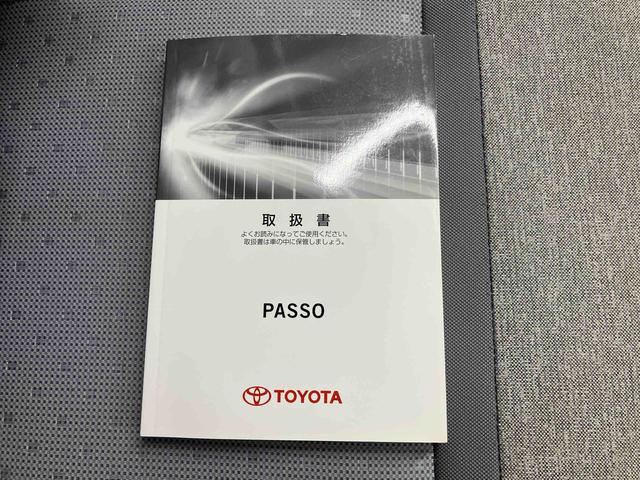 取扱書
よくお読みになってご使用ください。
取扱書は車の中に保管しましょう。
PASSO
TOYOTA